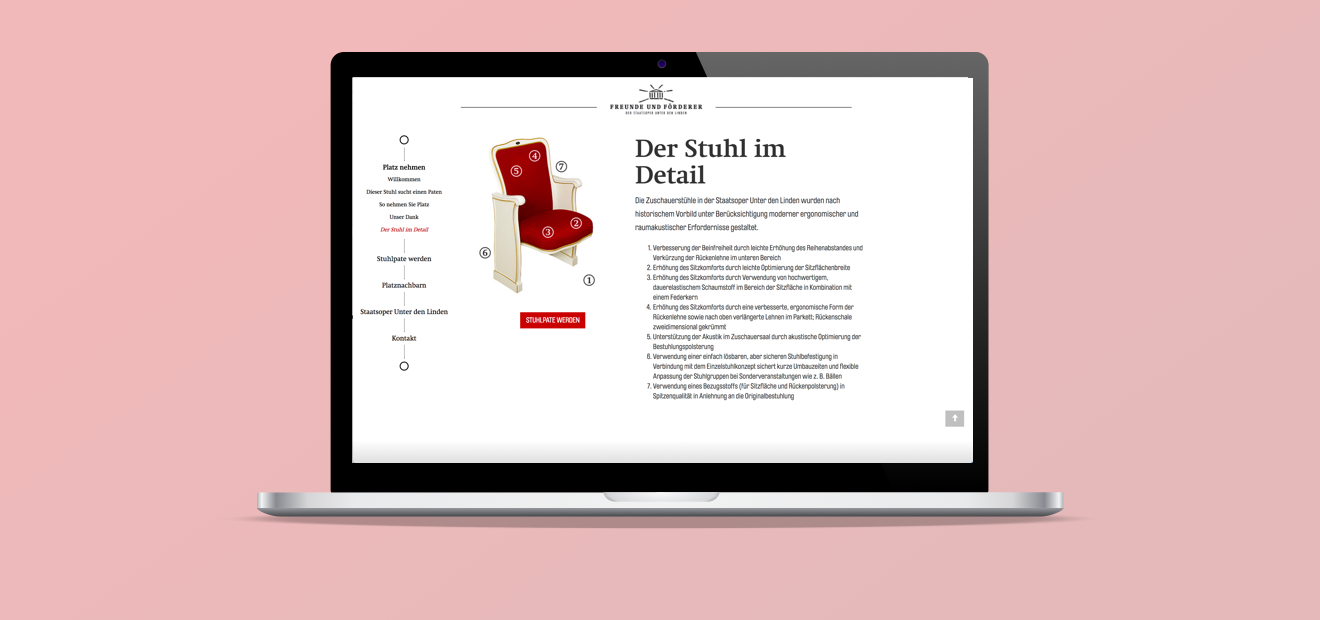 FREUNDE UND FÖRDERER
DER STAATSOPER UNTER DEN LINDEN
Platz nehmen
Willkommen
Dieser Stuhl sucht einen Paten
So nehmen Sie Platz
Unser Dank
Der Stuhl im Detail
Stuhlpate werden
Platznachbarn
Staatsoper Unter den Linden
Kontakt
4
5
7
2
3
6
1
STUHLPATE WERDEN
Der Stuhl im
Detail
Die Zuschauerstühle in der Staatsoper Unter den Linden wurden nach
historischem Vorbild unter Berücksichtigung moderner ergonomischer und
raumakustischer Erfordernisse gestaltet.
1. Verbesserung der Beinfreiheit durch leichte Erhöhung des Reihenabstandes und
Verkürzung der Rückenlehne im unteren Bereich
2. Erhöhung des Sitzkomforts durch leichte Optimierung der Sitzflächenbreite
3. Erhöhung des Sitzkomforts durch Verwendung von hochwertigem,
dauerelastischem Schaumstoff im Bereich der Sitzfläche in Kombination mit
einem Federkern
4. Erhöhung des Sitzkomforts durch eine verbesserte, ergonomische Form der
Rückenlehne sowie nach oben verlängerte Lehnen im Parkett; Rückenschale
zweidimensional gekrümmt
5. Unterstützung der Akustik im Zuschauersaal durch akustische Optimierung der
Bestuhlungspolsterung
6. Verwendung einer einfach lösbaren, aber sicheren Stuhlbefestigung in
Verbindung mit dem Einzelstuhlkonzept sichert kurze Umbauzeiten und flexible
Anpassung der Stuhlgruppen bei Sonderveranstaltungen wie z. B. Bällen
7. Verwendung eines Bezugsstoffs (für Sitzfläche und Rückenpolsterung) in
Spitzenqualität in Anlehnung an die Originalbestuhlung